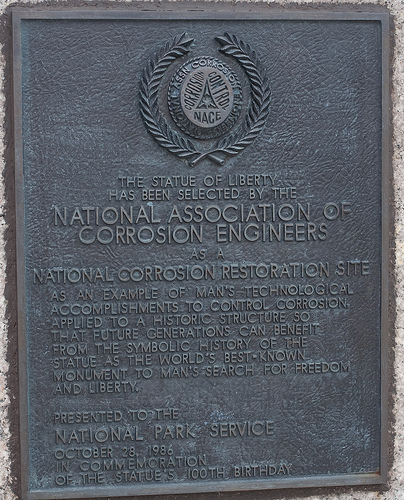 NACE
THE STATUE OF LIBERTY
HAS BEEN SELECTED BY THE
NATIONAL ASSOCIATION OF
CORROSION ENGINEERS
AS A
NATIONAL CORROSION RESTORATION SITE
AS AN EXAMPLE OF MAN'S TECHNOLOGICAL
ACCOMPLISHMENTS TO CONTROL CORROSION,
APPLIED TO A HISTORIC STRUCTURE SO
THAT FUTURE GENERATIONS CAN BENEFIT
FROM THE SYMBOLIC HISTORY OF THE
STATUE AS THE WORLD'S BEST-KNOWN
MONUMENT TO MAN'S SEARCH FOR FREEDOM
AND LIBERTY.
PRESENTED TO THE
NATIONAL PARK SERVICE
OCTOBER 28, 1986
IN COMMEMORATION
OF THE STATUE'S 100TH BIRTHDAY